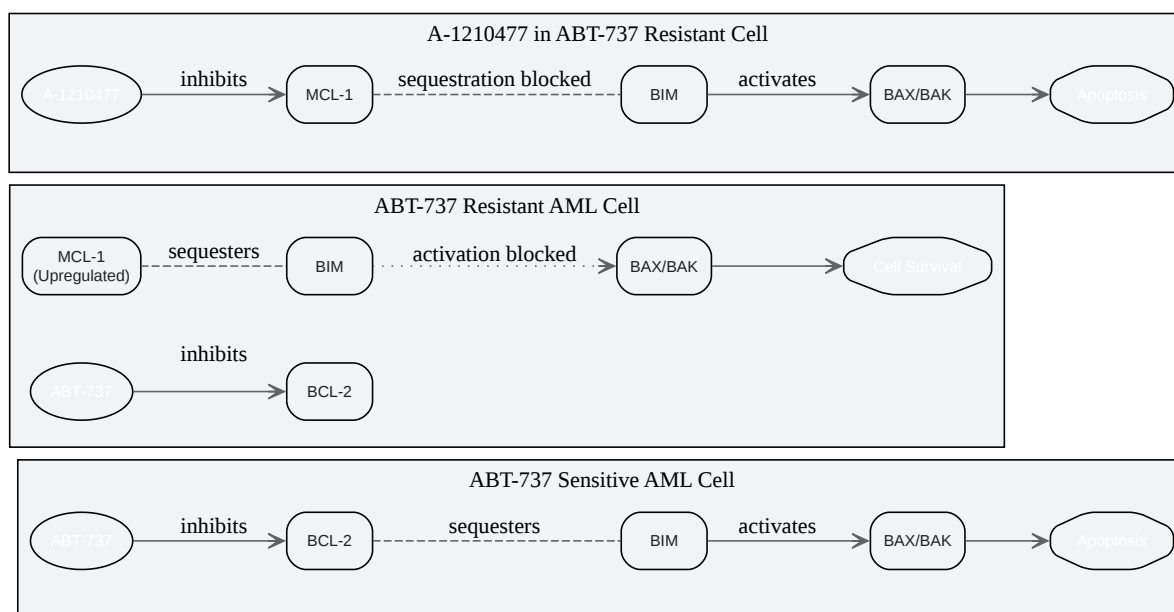 A-1210477 in ABT-737 Resistant Cell
A-1210477
inhibits
MCL-1
sequestration blocked
BIM
activates
BAX/BAK
Apoptosis
ABT-737 Resistant AML Cell
MCL-1
(Upregulated)
sequesters
BIM
activation blocked
BAX/BAK
Cell Survival
ABT-737
inhibits
BCL-2
ABT-737 Sensitive AML Cell
ABT-737
inhibits
BCL-2
sequesters
BIM
activates
BAX/BAK
Apoptosis